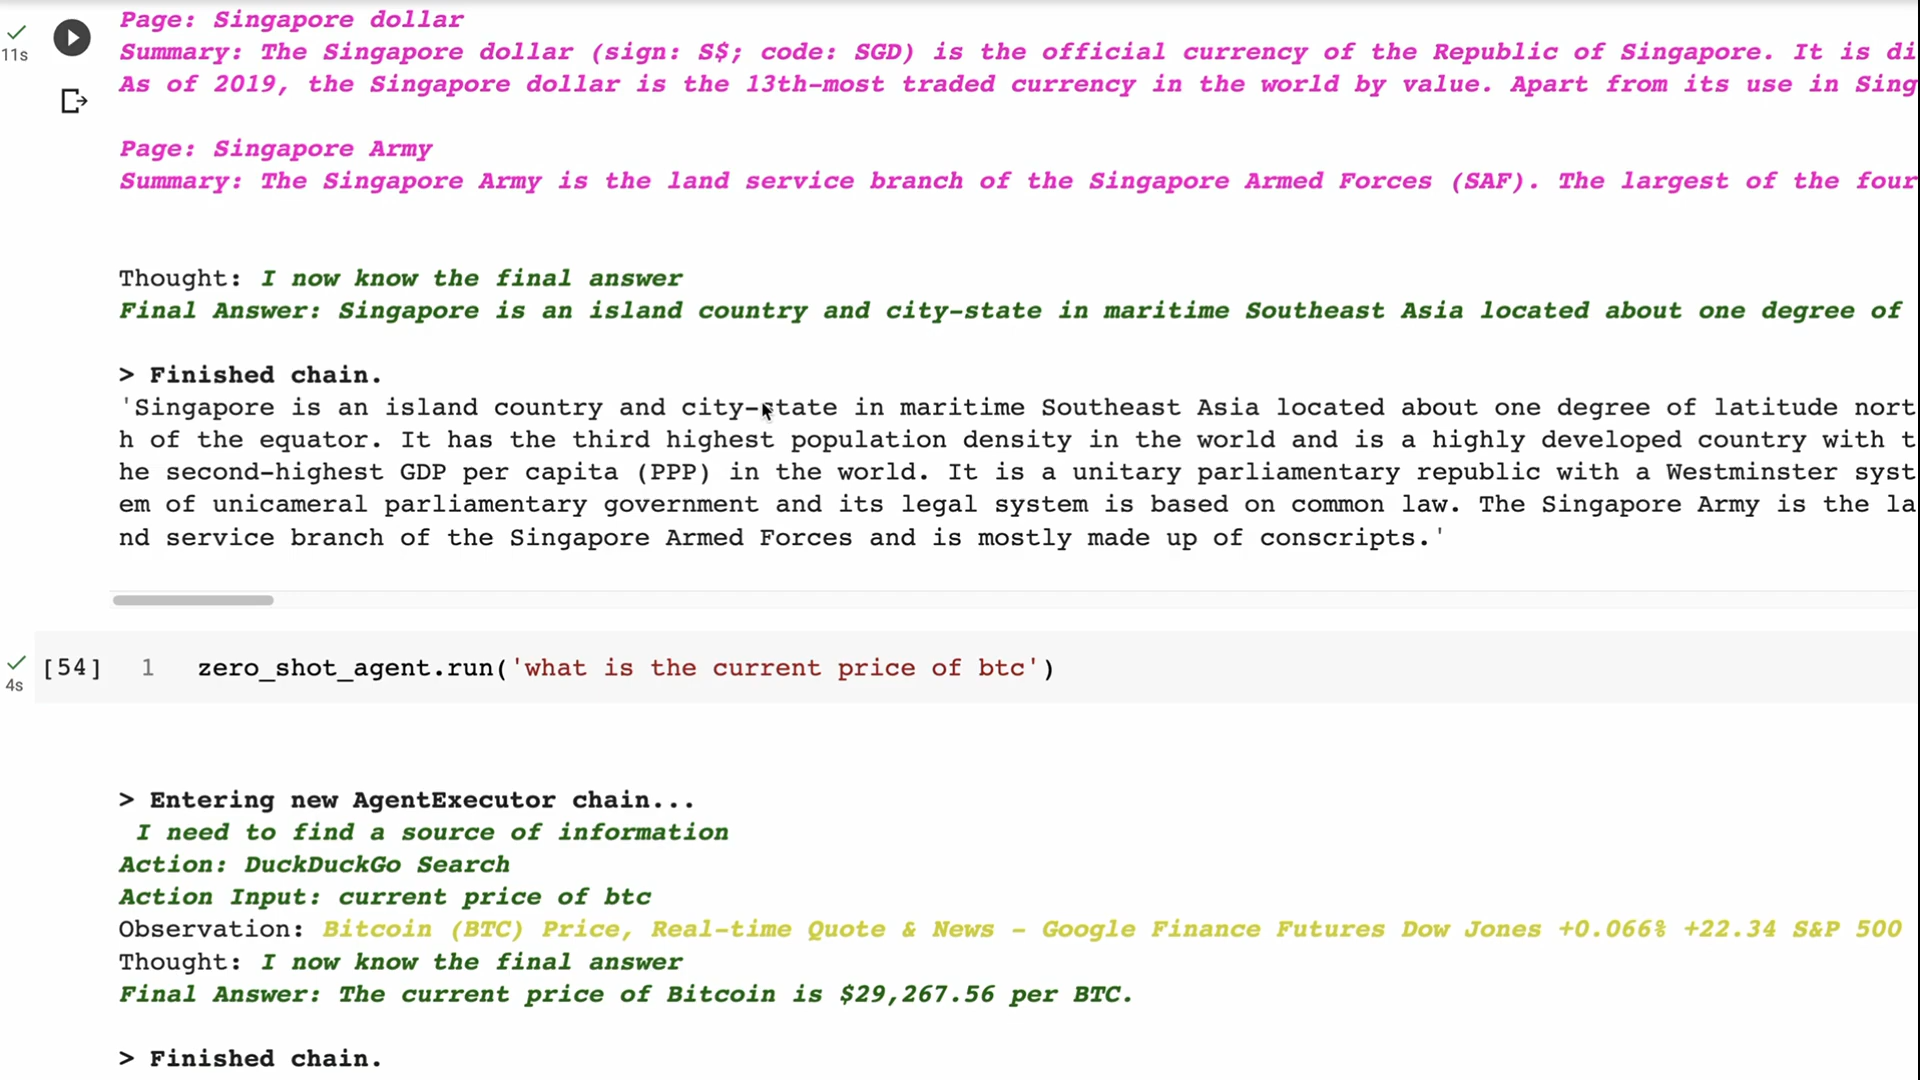 Page: Singapore dollar
11s
Summary: The Singapore dollar (sign: S$; code: SGD) is the official currency of the Republic of Singapore. It is di
As of 2019, the Singapore dollar is the 13th-most traded currency in the world by value. Apart from its use in Sing
Page: Singapore Army
Summary: The Singapore Army is the land service branch of the Singapore Armed Forces (SAF). The largest of the four
Thought: I now know the final answer
Final Answer: Singapore is an island country and city-state in maritime Southeast Asia located about one degree of
> Finished chain.
'Singapore is an island country and city-state in maritime Southeast Asia located about one degree of latitude nort
h of the equator. It has the third highest population density in the world and is a highly developed country with t
he second-highest GDP per capita (PPP) in the world. It is a unitary parliamentary republic with a Westminster syst
em of unicameral parliamentary government and its legal system is based on common law. The Singapore Army is the la
nd service branch of the Singapore Armed Forces and is mostly made up of conscripts.'
[54] 1 zero_shot_agent.run('what is the current price of btc')
4s
> Entering new AgentExecutor chain...
I need to find a source of information
Action: DuckDuckGo Search
Action Input: current price of btc
Observation: Bitcoin (BTC) Price, Real-time Quote & News - Google Finance Futures Dow Jones +0.066% +22.34 S&P 500
Thought: I now know the final answer
Final Answer: The current price of Bitcoin is $29,267.56 per BTC.
> Finished chain.